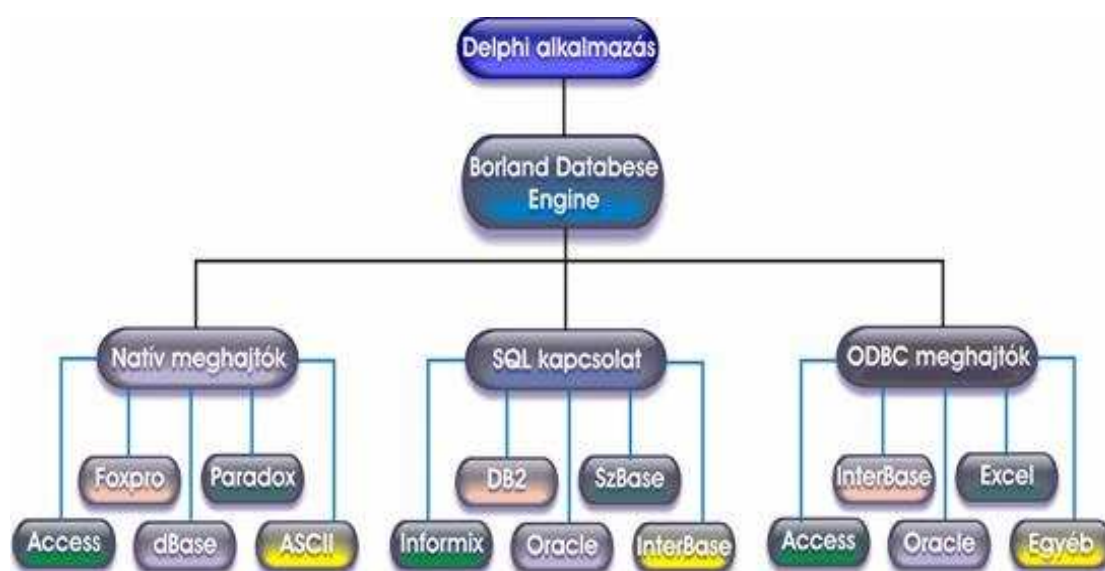 Delphi alkalmazás
Borland Databese
Engine
Natív meghajtók
SQL kapcsolat
ODBC meghajtók
Foxpro
Paradox
DB2
SzBase
InterBase
Excel
Access
dBase
ASCII
Informix
Oracle
InterBase
Access
Oracle
Egyéb